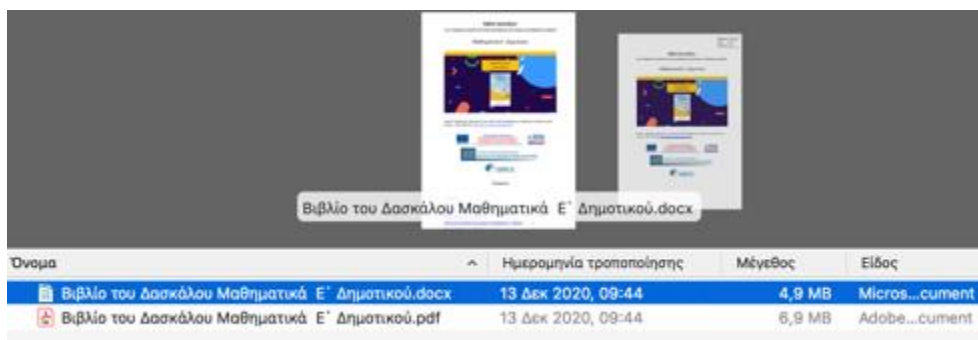 Βιβλίο του Δασκάλου Μαθηματικά Ε΄ Δημοτικού.docx
Όνομα Ημερομηνία τροποποίησης Μέγεθος Είδος
Βιβλίο του Δασκάλου Μαθηματικά Ε΄ Δημοτικού.docx 13 Δεκ 2020, 09:44 4,9 MB Micros...cument
Βιβλίο του Δασκάλου Μαθηματικά Ε΄ Δημοτικού.pdf 13 Δεκ 2020, 09:44 6,9 MB Adobe...cument